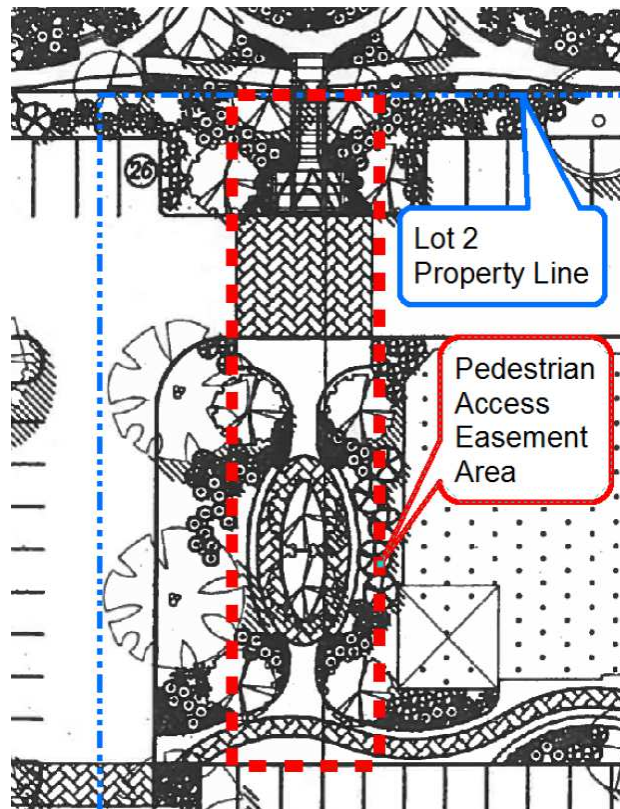 26
Lot 2
Property Line
Pedestrian
Access
Easement
Area